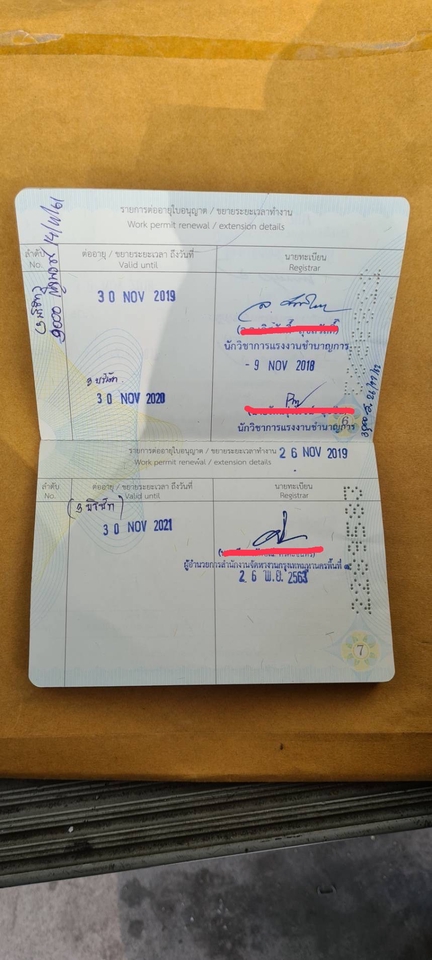 รายการต่ออายุใบอนุญาต / ขยายระยะเวลาทำงาน
Work permit renewal / extension details
ลำดับ
No.
ต่ออายุ / ขยายระยะเวลา ถึงวันที่
Valid until
นายทะเบียน
Registrar
30 NOV 2019
นักวิชาการแรงงานชำนาญการ
- 9 NOV 2018
3 บริษัท
30 NOV 2020
นักวิชาการแรงงานชำนาญการ
6
26 NOV 2019
รายการต่ออายุใบอนุญาต / ขยายระยะเวลาทำงาน
Work permit renewal / extension details
ลำดับ
No.
ต่ออายุ / ขยายระยะเวลา ถึงวันที่
Valid until
นายทะเบียน
Registrar
(3 บริษัท)
30 NOV 2021
26 พ.ย. 2563
7